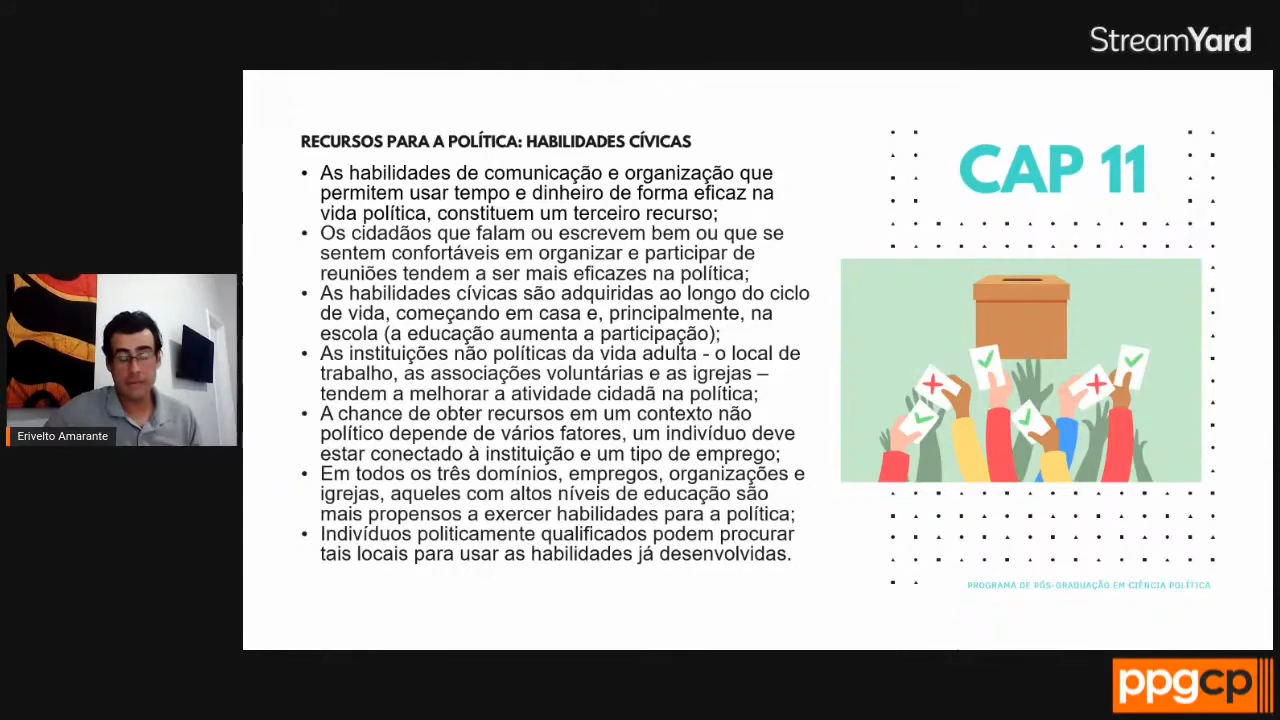 StreamYard
RECURSOS PARA A POLÍTICA: HABILIDADES CÍVICAS
CAP 11
• As habilidades de comunicação e organização que
permitem usar tempo e dinheiro de forma eficaz na
vida política, constituem um terceiro recurso;
• Os cidadãos que falam ou escrevem bem ou que se
sentem confortáveis em organizar e participar de
reuniões tendem a ser mais eficazes na política;
• As habilidades cívicas são adquiridas ao longo do ciclo
de vida, começando em casa e, principalmente, na
escola (a educação aumenta a participação);
• As instituições não políticas da vida adulta - o local de
trabalho, as associações voluntárias e as igrejas –
tendem a melhorar a atividade cidadã na política;
• A chance de obter recursos em um contexto não
político depende de vários fatores, um indivíduo deve
estar conectado à instituição e um tipo de emprego;
• Em todos os três domínios, empregos, organizações e
igrejas, aqueles com altos níveis de educação são
mais propensos a exercer habilidades para a política;
• Indivíduos politicamente qualificados podem procurar
tais locais para usar as habilidades já desenvolvidas.
Erivelto Amarante
PROGRAMA DE PÓS-GRADUAÇÃO EM CIÊNCIA POLÍTICA
ppgcp